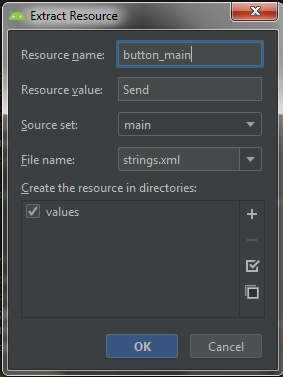 Extract Resource
Resource name: button_main
Resource value: Send
Source set: main
File name: strings.xml
Create the resource in directories:
values
OK Cancel